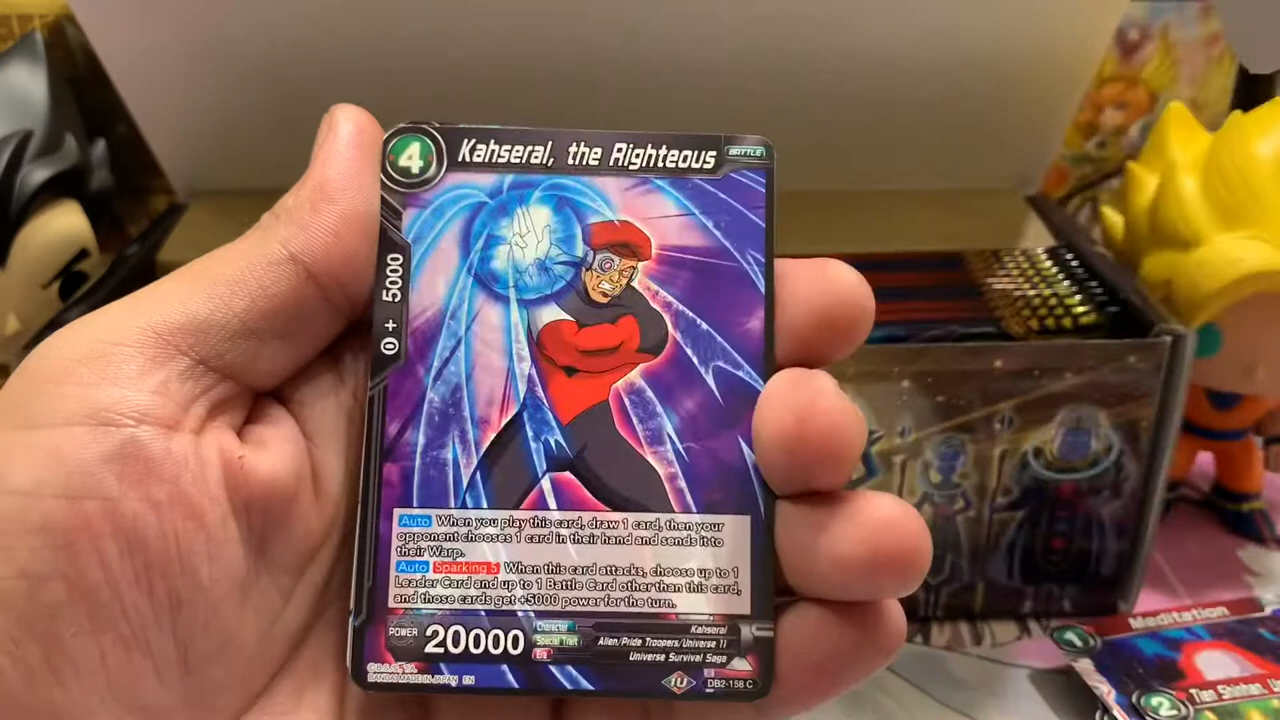 4
Kahseral, the Righteous
BATTLE
0 + 5000
Auto When you play this card, draw 1 card, then your
opponent chooses 1 card in their hand and sends it to
their Warp.
Auto Sparking 5 When this card attacks, choose up to 1
Leader Card and up to 1 Battle Card other than this card,
and those cards get +5000 power for the turn.
POWER 20000
Character Kahseral
Special Trait Alien/Pride Troopers/Universe 11
Era Universe Survival Saga
BANDAI MADE IN JAPAN EN
1U
DB2-158 C
1 Meditation
2 Tien Shinhan,